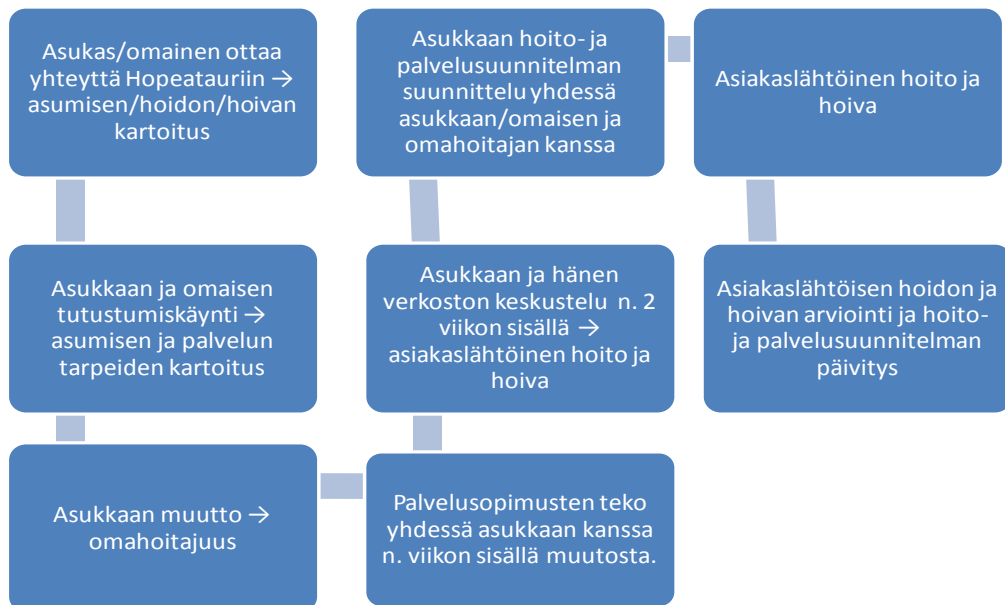 Asukas/omainen ottaa
yhteyttä Hopeatauriin →
asumisen/hoidon/hoivan
kartoitus
Asukkaan ja omaisen
tutustumiskäynti →
asumisen ja palvelun
tarpeiden kartoitus
Asukkaan muutto →
omahoitajuus
Palvelusopimusten teko
yhdessä asukkaan kanssa
n. viikon sisällä muutosta.
Asukkaan ja hänen
verkoston keskustelu n. 2
viikon sisällä →
asiakaslähtöinen hoito ja
hoiva
Asukkaan hoito- ja
palvelusuunnitelman
suunnittelu yhdessä
asukkaan/omaisen ja
omahoitajan kanssa
Asiakaslähtöinen hoito ja
hoiva
Asiakaslähtöisen hoidon ja
hoivan arviointi ja hoito-
ja palvelusuunnitelman
päivitys